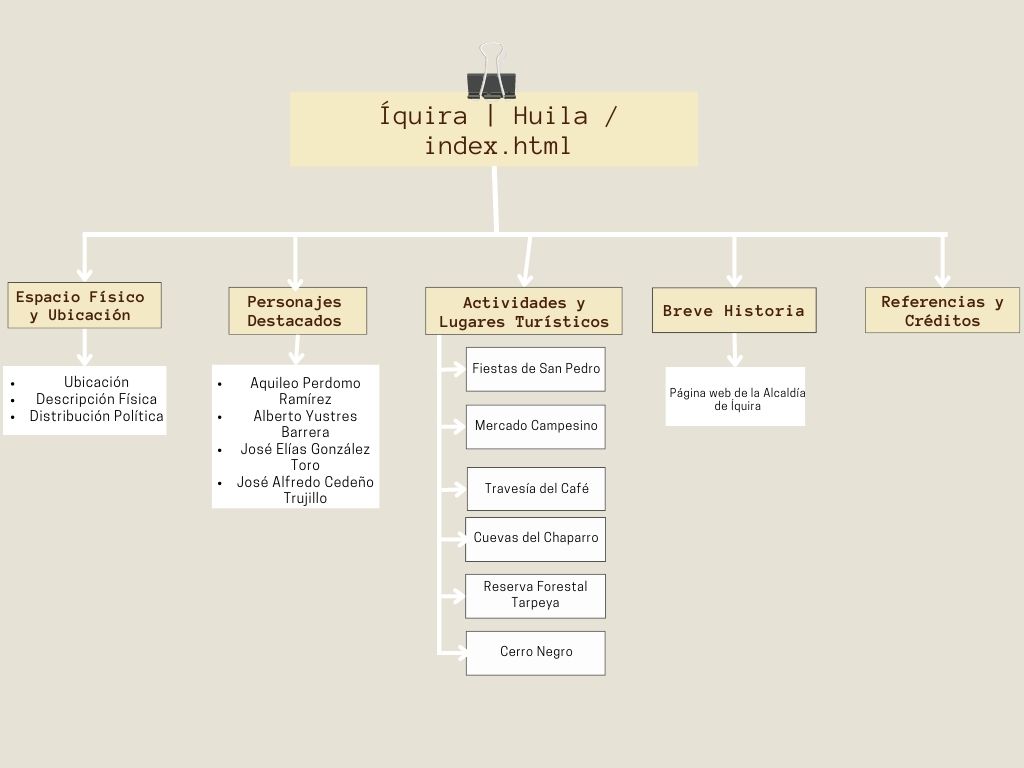 Íquira | Huila /
index.html
Espacio Físico
y Ubicación
Ubicación
Descripción Física
Distribución Política
Personajes
Destacados
Aquileo Perdomo
Ramírez
Alberto Yustres
Barrera
José Elías González
Toro
José Alfredo Cedeño
Trujillo
Actividades y
Lugares Turísticos
Fiestas de San Pedro
Mercado Campesino
Travesía del Café
Cuevas del Chaparro
Reserva Forestal
Tarpeya
Cerro Negro
Breve Historia
Página web de la Alcaldía
de Íquira
Referencias y
Créditos